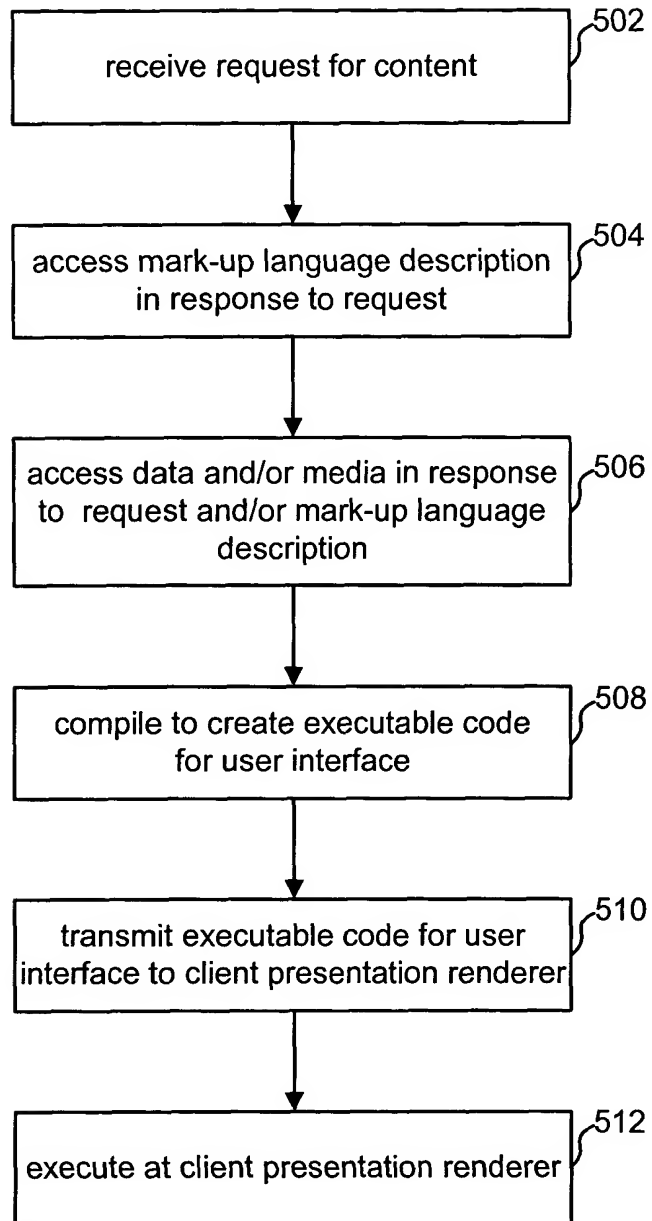 502
receive request for content
504
access mark-up language description
in response to request
506
access data and/or media in response
to request and/or mark-up language
description
508
compile to create executable code
for user interface
510
transmit executable code for user
interface to client presentation renderer
512
execute at client presentation renderer